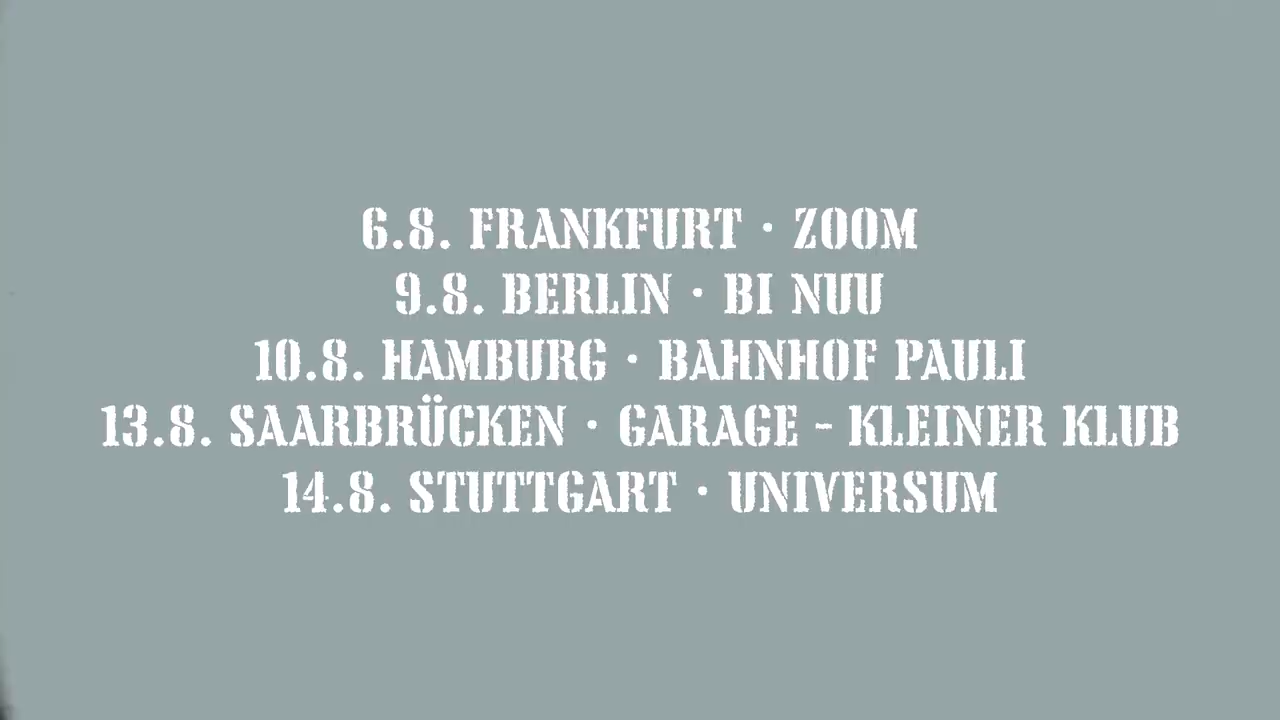 6.8. FRANKFURT · ZOOM
9.8. BERLIN · BI NUU
10.8. HAMBURG · BAHNHOF PAULI
13.8. SAARBRÜCKEN · GARAGE - KLEINER KLUB
14.8. STUTTGART · UNIVERSUM